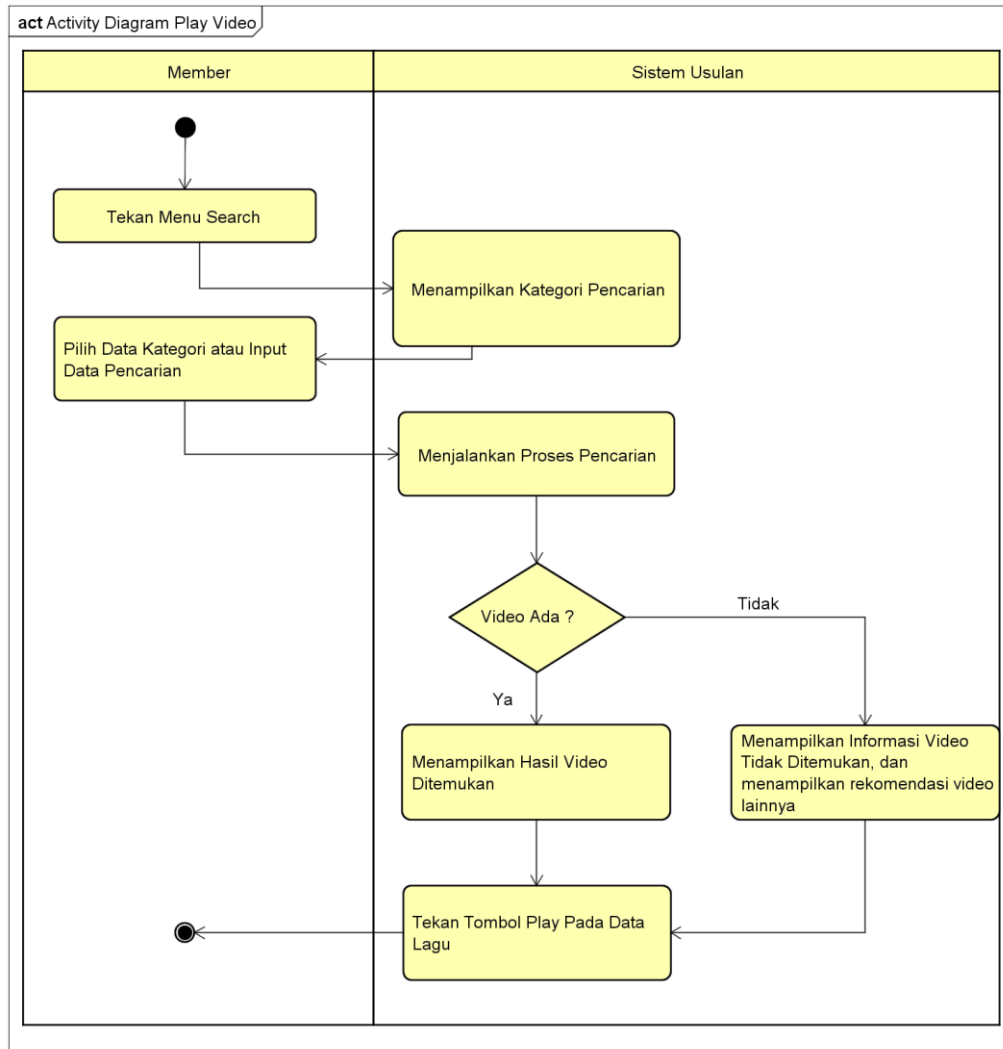 act Activity Diagram Play Video
Member
Sistem Usulan
Tekan Menu Search
Menampilkan Kategori Pencarian
Pilih Data Kategori atau Input
Data Pencarian
Menjalankan Proses Pencarian
Video Ada ?
Tidak
Ya
Menampilkan Hasil Video
Ditemukan
Menampilkan Informasi Video
Tidak Ditemukan, dan
menampilkan rekomendasi video
lainnya
Tekan Tombol Play Pada Data
Lagu